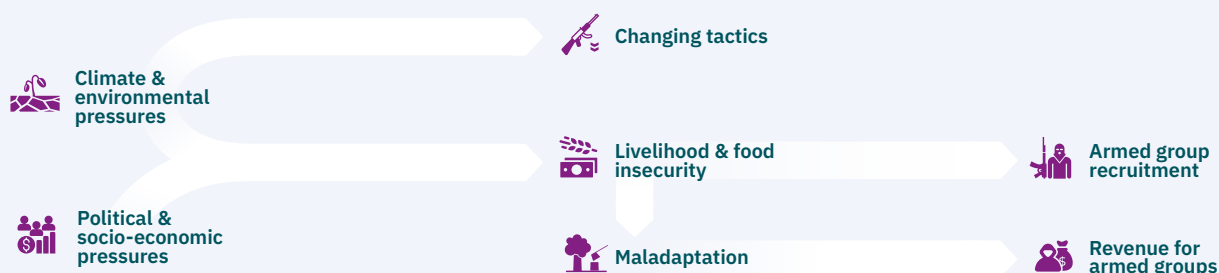 Changing tactics
Climate &
environmental
pressures
Livelihood & food
insecurity
Armed group
recruitment
Political &
socio-economic
pressures
Maladaptation
Revenue for
armed groups